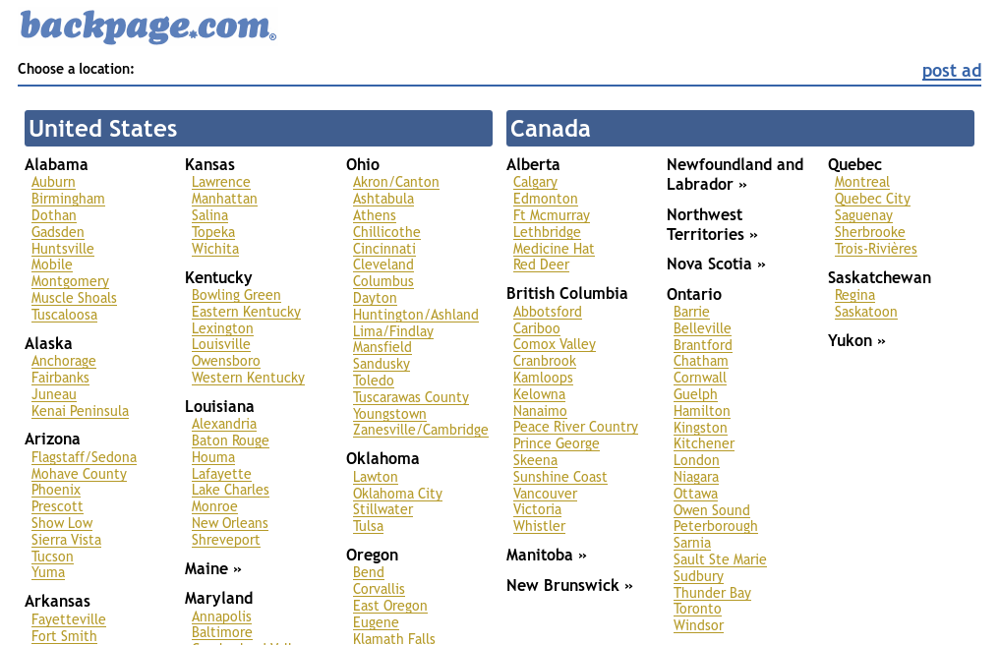 backpage.com®
Choose a location:
post ad
United States
Alabama
Auburn
Birmingham
Dothan
Gadsden
Huntsville
Mobile
Montgomery
Muscle Shoals
Tuscaloosa
Alaska
Anchorage
Fairbanks
Juneau
Kenai Peninsula
Arizona
Flagstaff/Sedona
Mohave County
Phoenix
Prescott
Show Low
Sierra Vista
Tucson
Yuma
Arkansas
Fayetteville
Fort Smith
Kansas
Lawrence
Manhattan
Salina
Topeka
Wichita
Kentucky
Bowling Green
Eastern Kentucky
Lexington
Louisville
Owensboro
Western Kentucky
Louisiana
Alexandria
Baton Rouge
Houma
Lafayette
Lake Charles
Monroe
New Orleans
Shreveport
Maine »
Maryland
Annapolis
Baltimore
Ohio
Akron/Canton
Ashtabula
Athens
Chillicothe
Cincinnati
Cleveland
Columbus
Dayton
Huntington/Ashland
Lima/Findlay
Mansfield
Sandusky
Toledo
Tuscarawas County
Youngstown
Zanesville/Cambridge
Oklahoma
Lawton
Oklahoma City
Stillwater
Tulsa
Oregon
Bend
Corvallis
East Oregon
Eugene
Klamath Falls
Canada
Alberta
Calgary
Edmonton
Ft Mcmurray
Lethbridge
Medicine Hat
Red Deer
British Columbia
Abbotsford
Cariboo
Comox Valley
Cranbrook
Kamloops
Kelowna
Nanaimo
Peace River Country
Prince George
Skeena
Sunshine Coast
Vancouver
Victoria
Whistler
Manitoba »
New Brunswick »
Newfoundland and
Labrador »
Northwest
Territories »
Nova Scotia »
Ontario
Barrie
Belleville
Brantford
Chatham
Cornwall
Guelph
Hamilton
Kingston
Kitchener
London
Niagara
Ottawa
Owen Sound
Peterborough
Sarnia
Sault Ste Marie
Sudbury
Thunder Bay
Toronto
Windsor
Quebec
Montreal
Quebec City
Saguenay
Sherbrooke
Trois-Rivières
Saskatchewan
Regina
Saskatoon
Yukon »